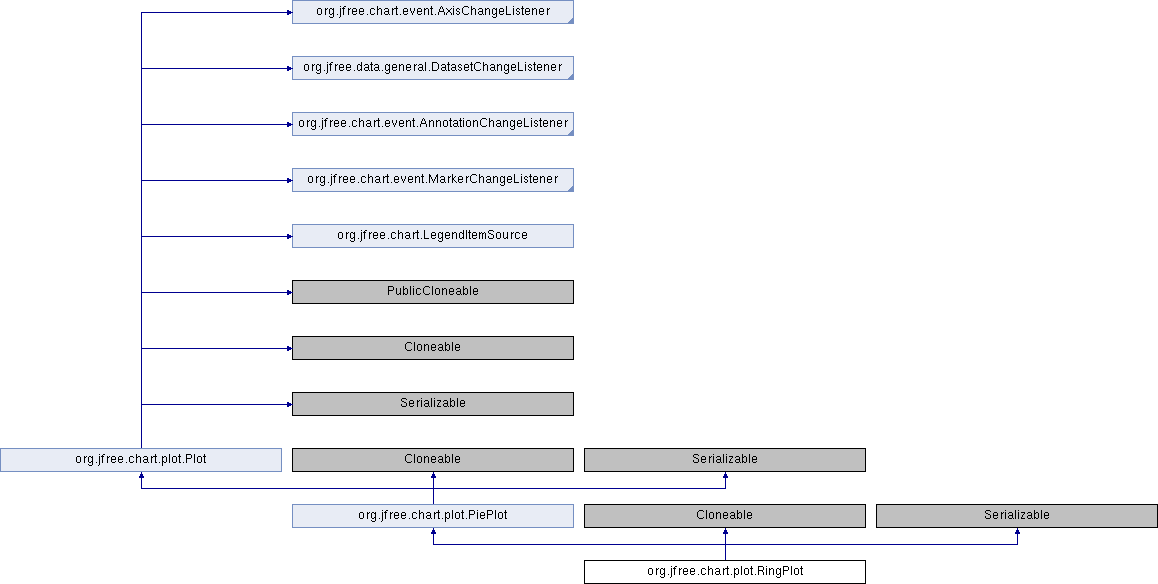 org.jfree.chart.event.AxisChangeListener
org.jfree.data.general.DatasetChangeListener
org.jfree.chart.event.AnnotationChangeListener
org.jfree.chart.event.MarkerChangeListener
org.jfree.chart.LegendItemSource
PublicCloneable
Cloneable
Serializable
org.jfree.chart.plot.Plot
Cloneable
Serializable
org.jfree.chart.plot.PiePlot
Cloneable
Serializable
org.jfree.chart.plot.RingPlot